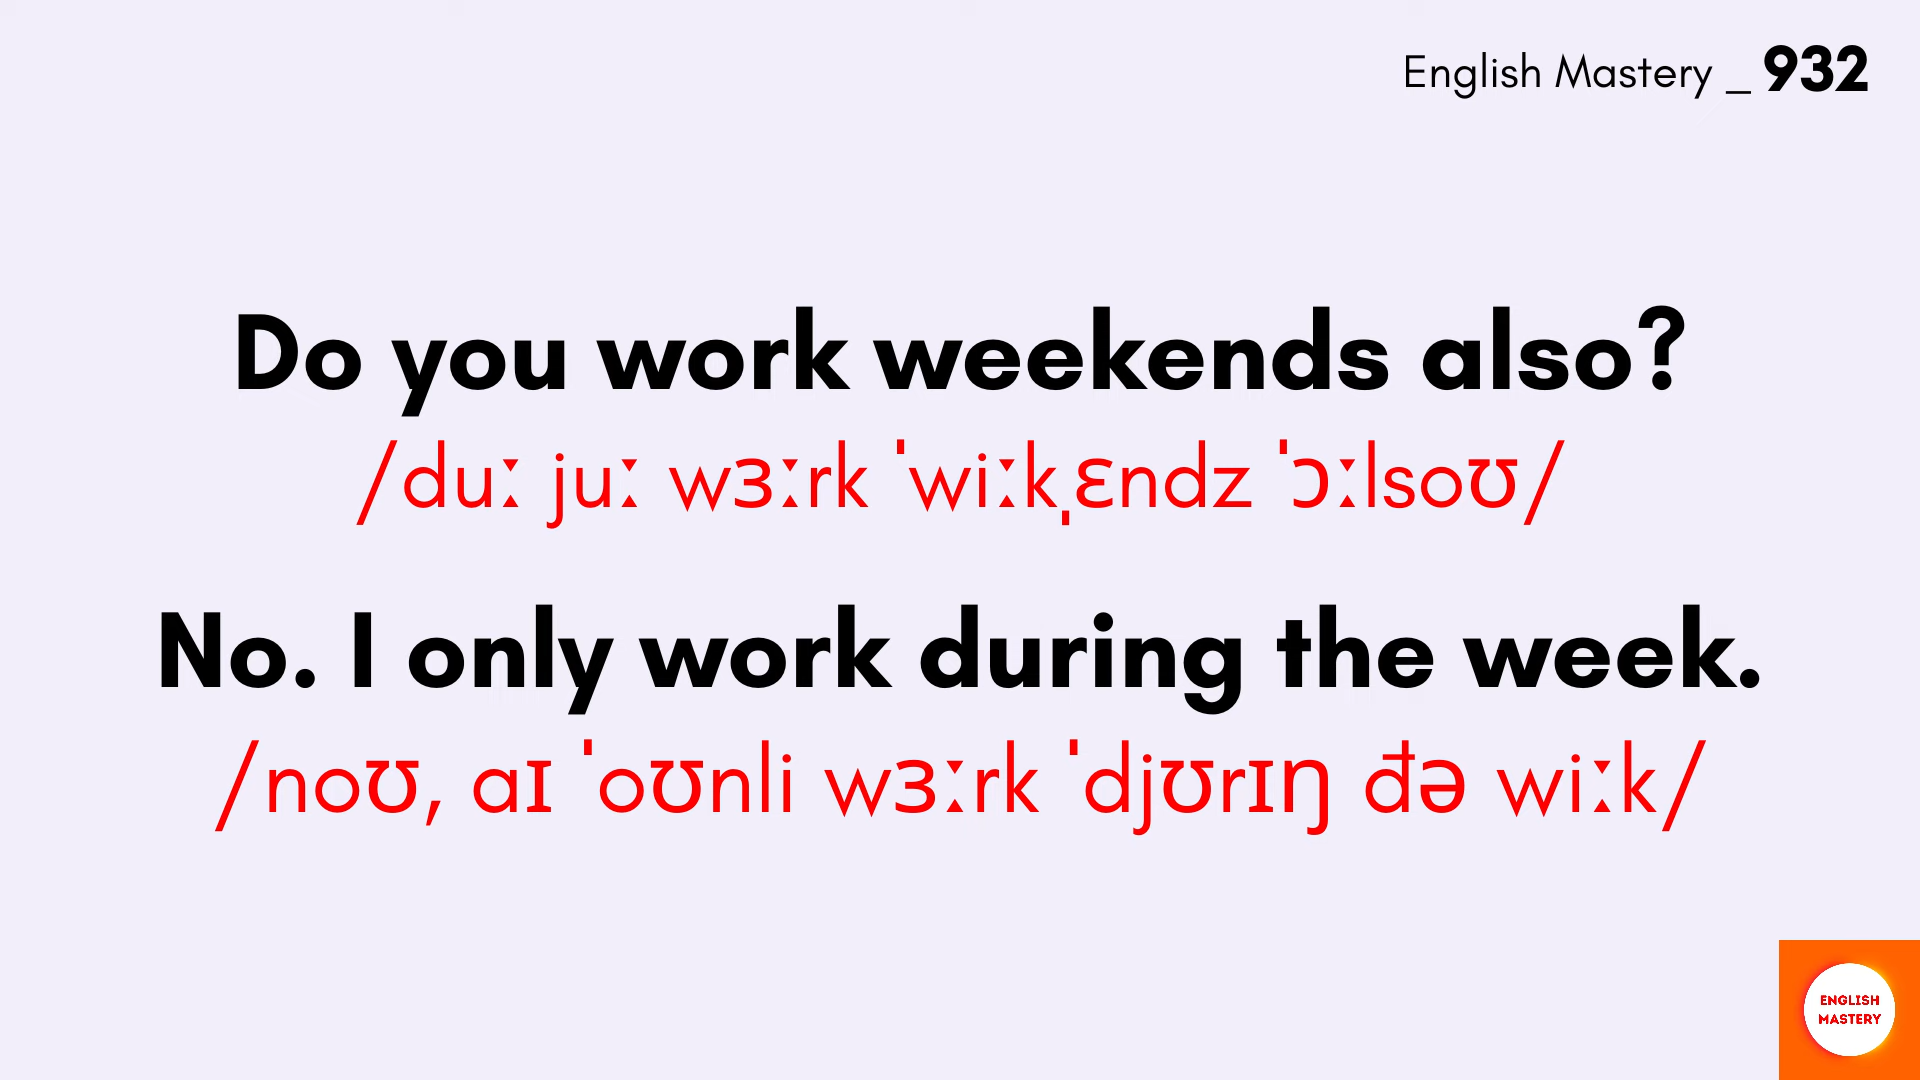 English Mastery _ 932
Do you work weekends also?
/duː juː wɜːrk ˈwiːkˌɛndz ˈɔːlsoʊ/
No. I only work during the week.
/noʊ, aɪ ˈoʊnli wɜːrk ˈdjʊrɪŋ đə wiːk/
ENGLISH
MASTERY